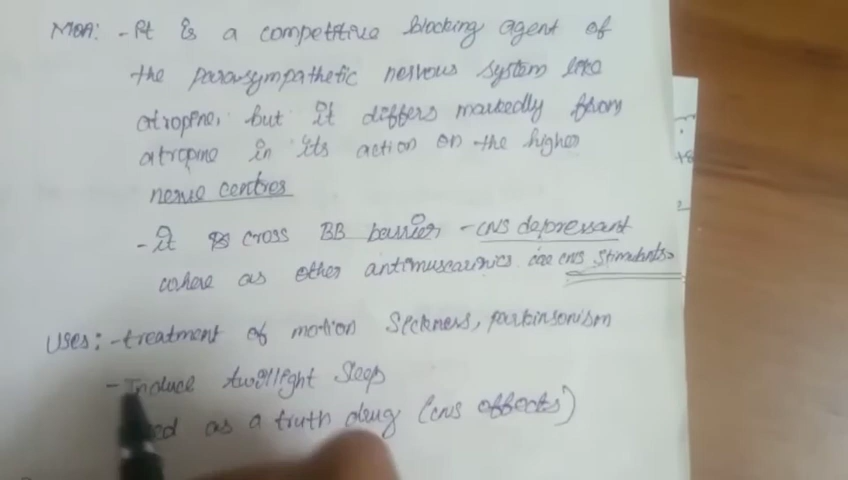 MOA: - It is a competitive blocking agent of
the parasympathetic nervous system like
atropine, but it differs markedly from
atropine in its action on the higher
nerve centres
- it cross BB barrier - CNS depressant
where as other antimuscarinics are CNS stimulants.
Uses: - treatment of motion sickness, parkinsonism
- Induce twilight sleep
as a truth drug (CNS effects)